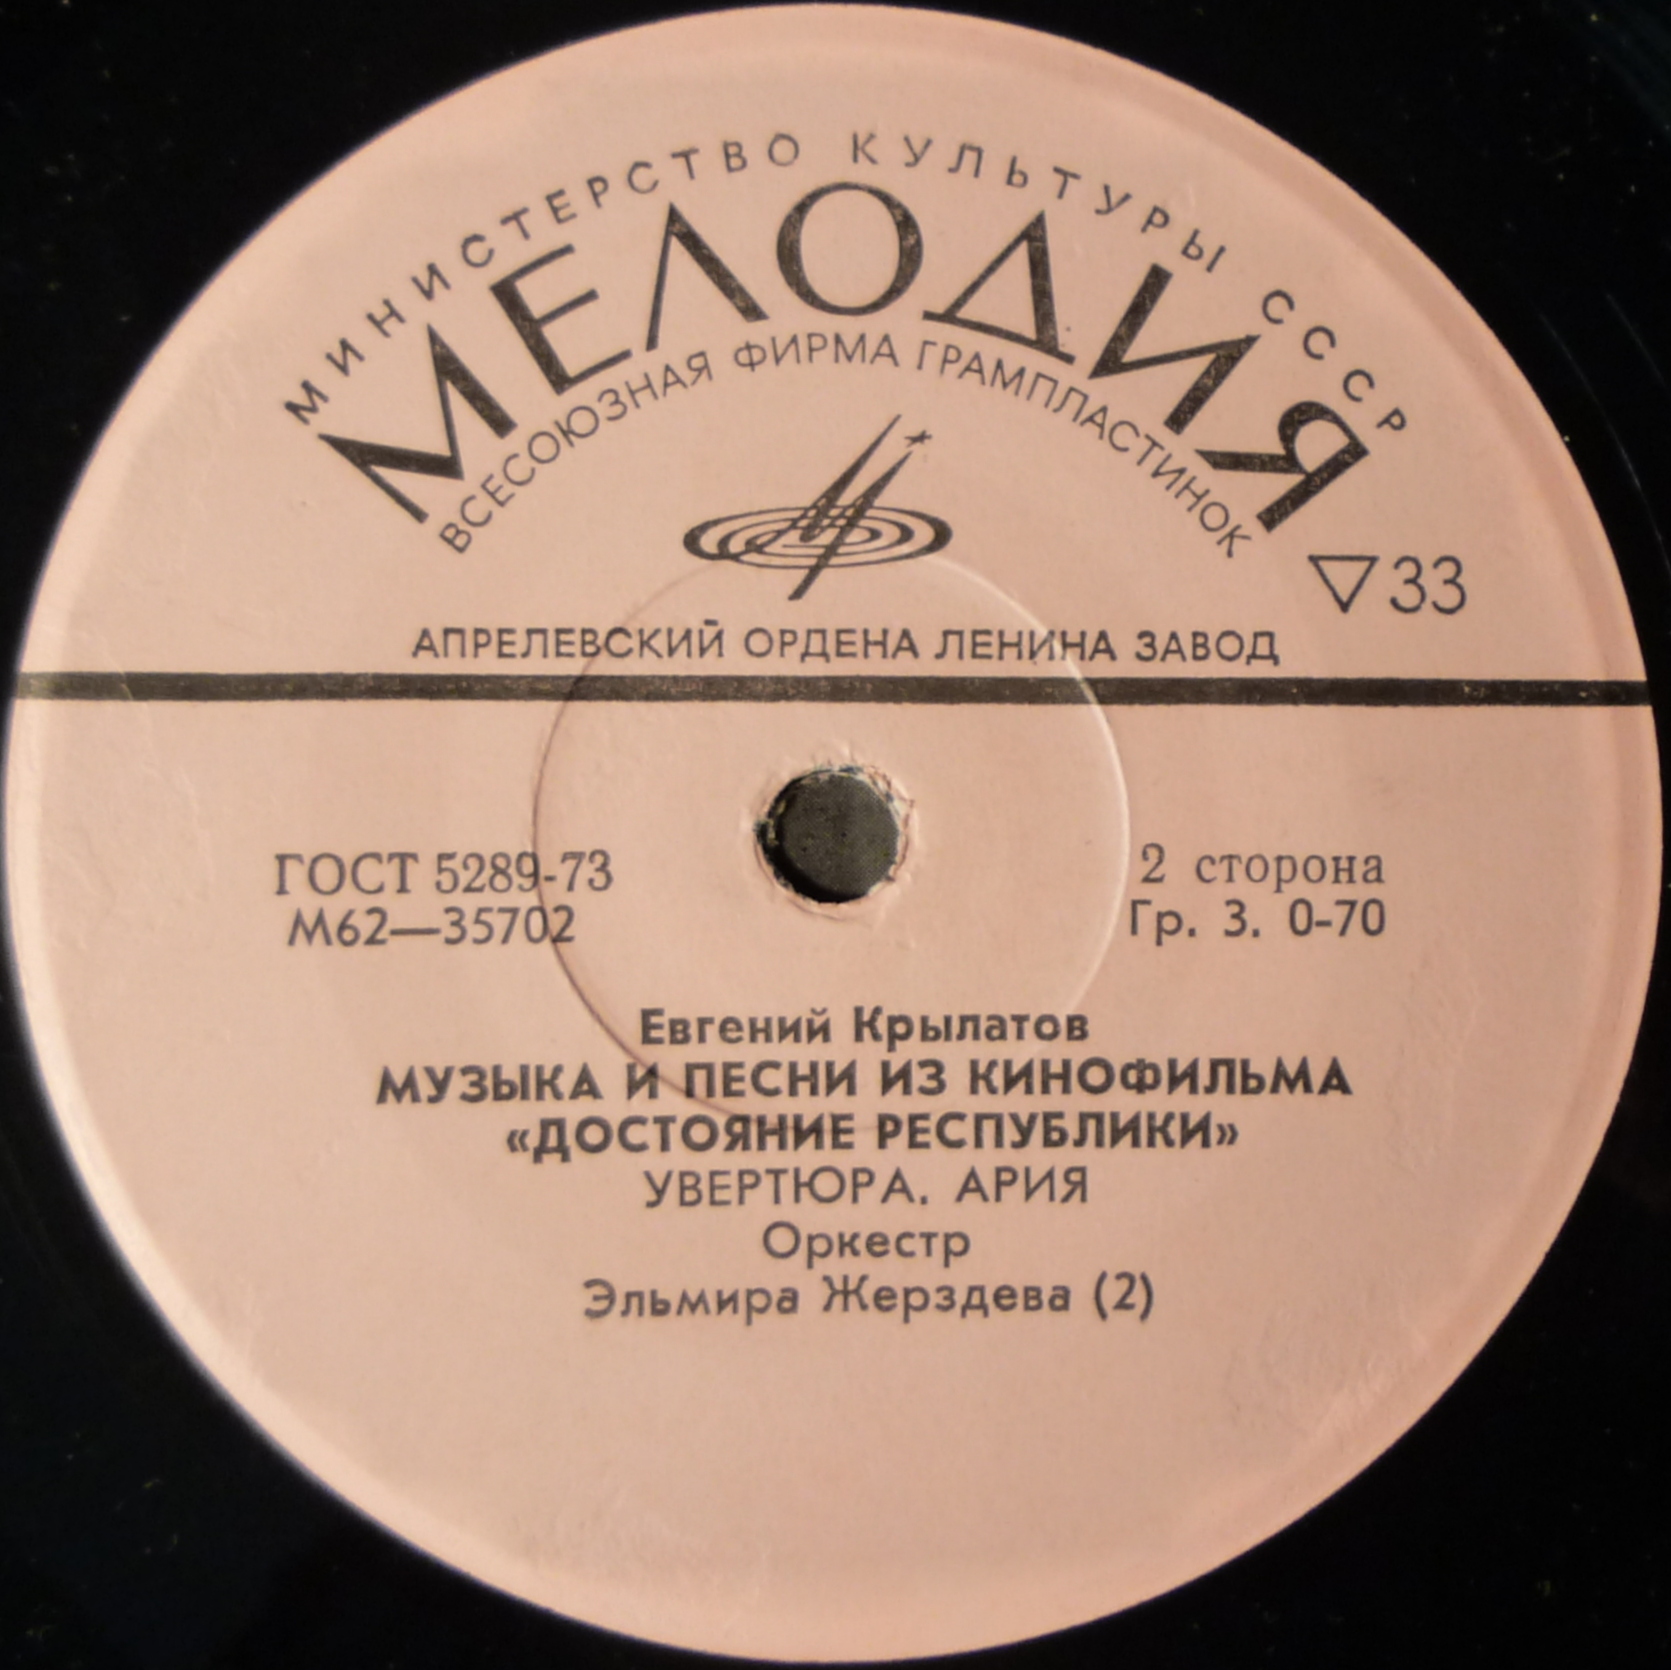 МИНИСТЕРСТВО КУЛЬТУРЫ СССР
МЕЛОДИЯ
ВСЕСОЮЗНАЯ ФИРМА ГРАМПЛАСТИНОК
▽33
АПРЕЛЕВСКИЙ ОРДЕНА ЛЕНИНА ЗАВОД
ГОСТ 5289-73
М62—35702
2 сторона
Гр. 3. 0-70
Евгений Крылатов
МУЗЫКА И ПЕСНИ ИЗ КИНОФИЛЬМА
«ДОСТОЯНИЕ РЕСПУБЛИКИ»
УВЕРТЮРА. АРИЯ
Оркестр
Эльмира Жерздева (2)